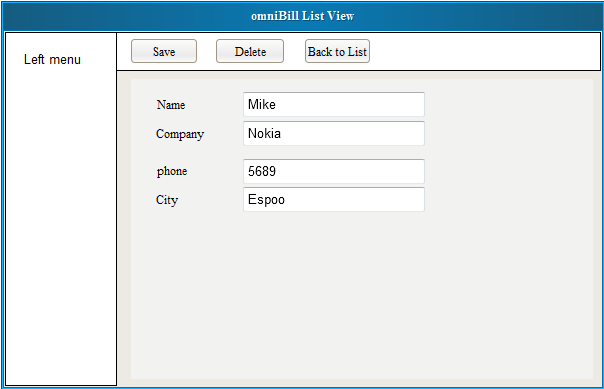 omniBill List View
Left menu
Save Delete Back to List
Name Mike
Company Nokia
phone 5689
City Espoo